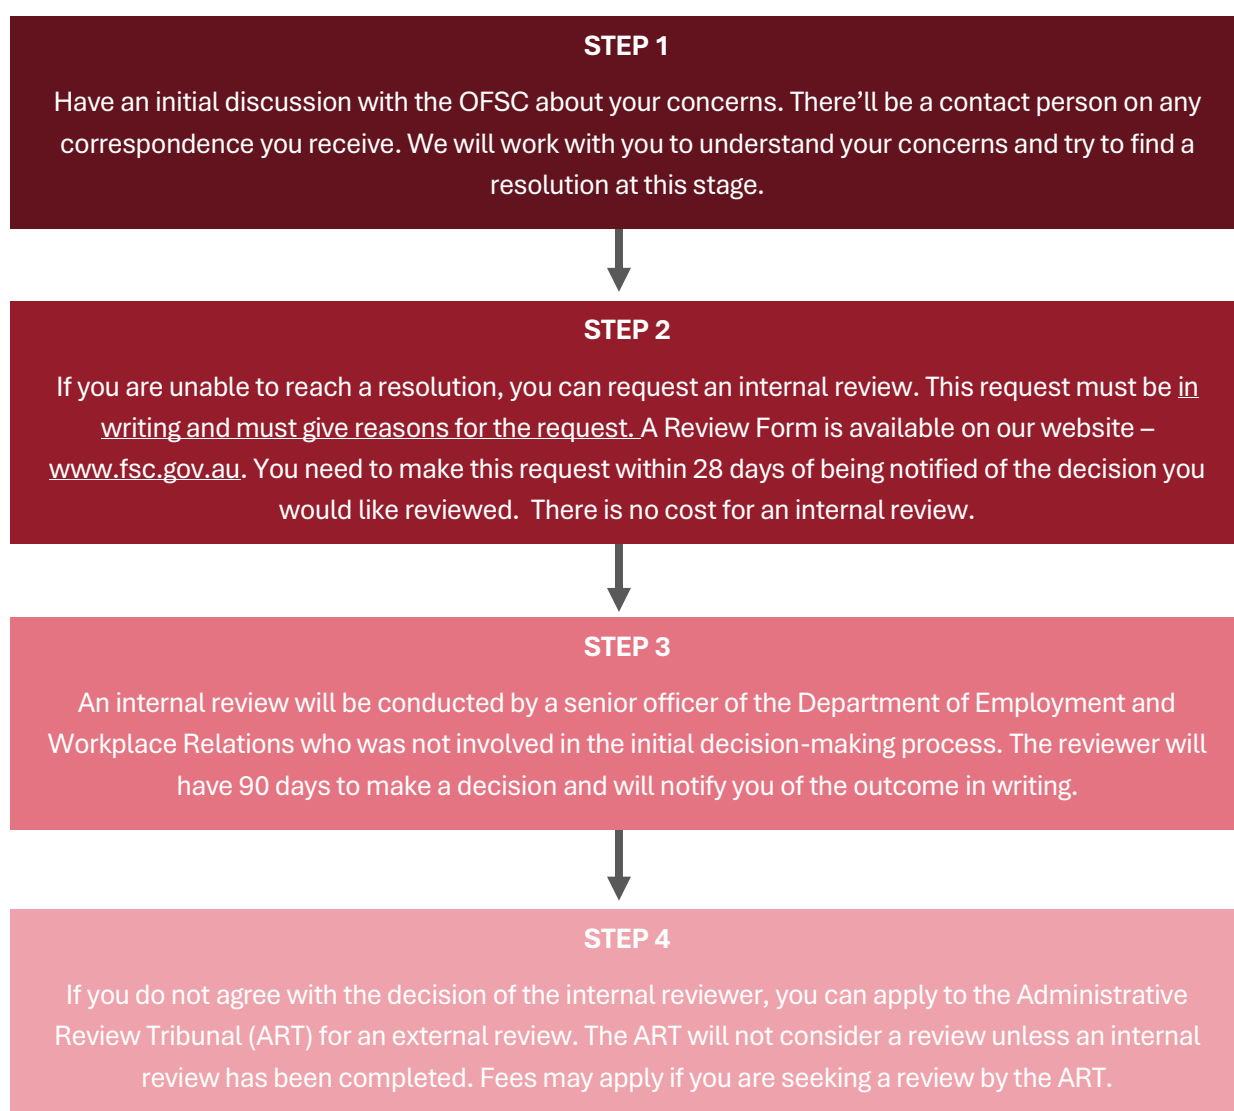 STEP 1
Have an initial discussion with the OFSC about your concerns. There’ll be a contact person on any
correspondence you receive. We will work with you to understand your concerns and try to find a
resolution at this stage.
STEP 2
If you are unable to reach a resolution, you can request an internal review. This request must be in
writing and must give reasons for the request. A Review Form is available on our website –
www.fsc.gov.au. You need to make this request within 28 days of being notified of the decision you
would like reviewed.  There is no cost for an internal review.
STEP 3
An internal review will be conducted by a senior officer of the Department of Employment and
Workplace Relations who was not involved in the initial decision-making process. The reviewer will
have 90 days to make a decision and will notify you of the outcome in writing.
STEP 4
If you do not agree with the decision of the internal reviewer, you can apply to the Administrative
Review Tribunal (ART) for an external review. The ART will not consider a review unless an internal
review has been completed. Fees may apply if you are seeking a review by the ART.